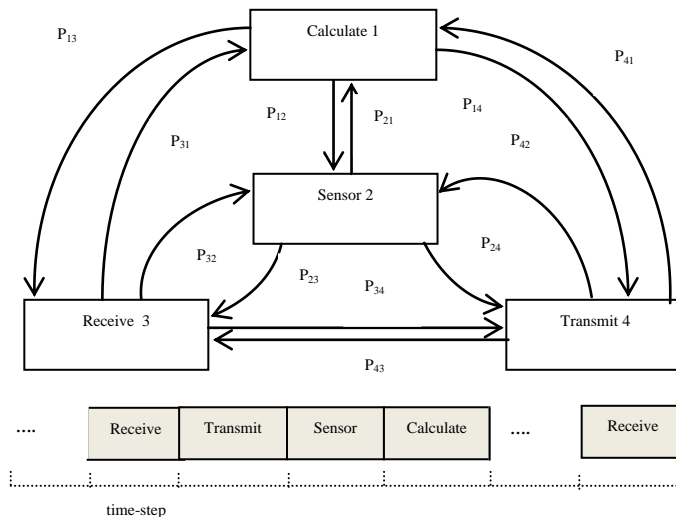 Calculate 1
P₁₃
P₄₁
P₁₂
P₂₁
P₁₄
P₃₁
P₄₂
Sensor 2
P₃₂
P₂₄
P₂₃
P₃₄
Receive 3
Transmit 4
P₄₃
.... Receive Transmit Sensor Calculate .... Receive
time-step